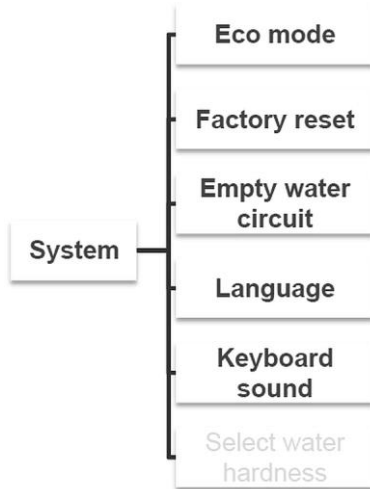 Eco mode
Factory reset
Empty water
circuit
System
Language
Keyboard
sound
Select water
hardness